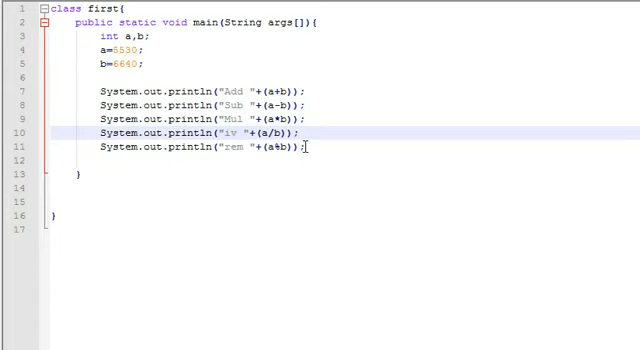 1 class first{
2 public static void main(String args[]){
3 int a,b;
4 a=5530;
5 b=6640;
6
7 System.out.println("Add "+(a+b));
8 System.out.println("Sub "+(a-b));
9 System.out.println("Mul "+(a*b));
10 System.out.println("iv "+(a/b));
11 System.out.println("rem "+(a%b));
12
13 }
14
15
16 }
17